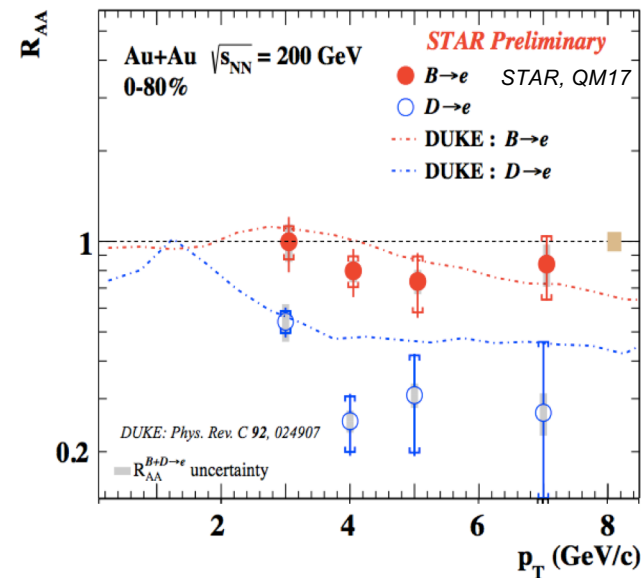 R_AA
Au+Au √s_NN = 200 GeV
0-80%
STAR Preliminary
B→e STAR, QM17
D→e
DUKE : B→e
DUKE : D→e
1
DUKE: Phys. Rev. C 92, 024907
0.2
R_AA^{B+D→e} uncertainty
2 4 6 8
p_T (GeV/c)